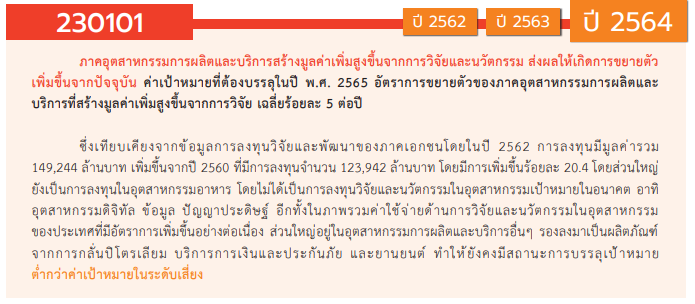 230101
ปี 2562
ปี 2563
ปี 2564
ภาคอุตสาหกรรมการผลิตและบริการสร้างมูลค่าเพิ่มสูงขึ้นจากการวิจัยและนวัตกรรม ส่งผลให้เกิดการขยายตัว
เพิ่มขึ้นจากปัจจุบัน ค่าเป้าหมายที่ต้องบรรลุในปี พ.ศ. 2565 อัตราการขยายตัวของภาคอุตสาหกรรมการผลิตและ
บริการที่สร้างมูลค่าเพิ่มสูงขึ้นจากการวิจัย เฉลี่ยร้อยละ 5 ต่อปี
ซึ่งเทียบเคียงจากข้อมูลการลงทุนวิจัยและพัฒนาของภาคเอกชนโดยในปี 2562 การลงทุนมีมูลค่ารวม
149,244 ล้านบาท เพิ่มขึ้นจากปี 2560 ที่มีการลงทุนจำนวน 123,942 ล้านบาท โดยมีการเพิ่มขึ้นร้อยละ 20.4 โดยส่วนใหญ่
ยังเป็นการลงทุนในอุตสาหกรรมอาหาร โดยไม่ได้เป็นการลงทุนวิจัยและนวัตกรรมในอุตสาหกรรมเป้าหมายในอนาคต อาทิ
อุตสาหกรรมดิจิทัล ข้อมูล ปัญญาประดิษฐ์ อีกทั้งในภาพรวมค่าใช้จ่ายด้านการวิจัยและนวัตกรรมในอุตสาหกรรม
ของประเทศที่มีอัตราการเพิ่มขึ้นอย่างต่อเนื่อง ส่วนใหญ่อยู่ในอุตสาหกรรมการผลิตและบริการอื่นๆ รองลงมาเป็นผลิตภัณฑ์
จากการกลั่นปิโตรเลียม บริการการเงินและประกันภัย และยานยนต์ ทำให้ยังคงมีสถานะการบรรลุเป้าหมาย
ต่ำกว่าค่าเป้าหมายในระดับเสี่ยง